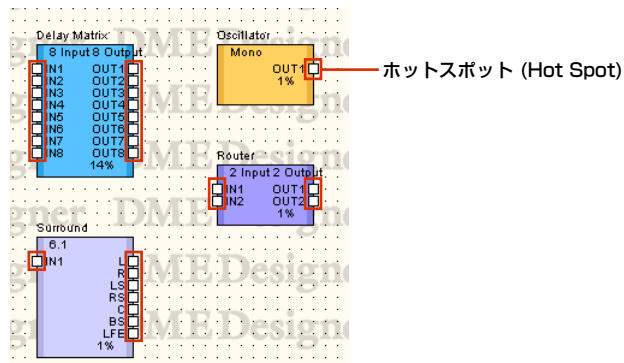 Delay Matrix
8 Input 8 Output
IN1 OUT1
IN2 OUT2
IN3 OUT3
IN4 OUT4
IN5 OUT5
IN6 OUT6
IN7 OUT7
IN8 OUT8
14%
Oscillator
Mono
OUT1
1%
ホットスポット (Hot Spot)
Router
2 Input 2 Output
IN1 OUT1
IN2 OUT2
1%
Surround
6.1
IN1 L
R
LS
RS
C
BS
LFE
1%
DME Designer